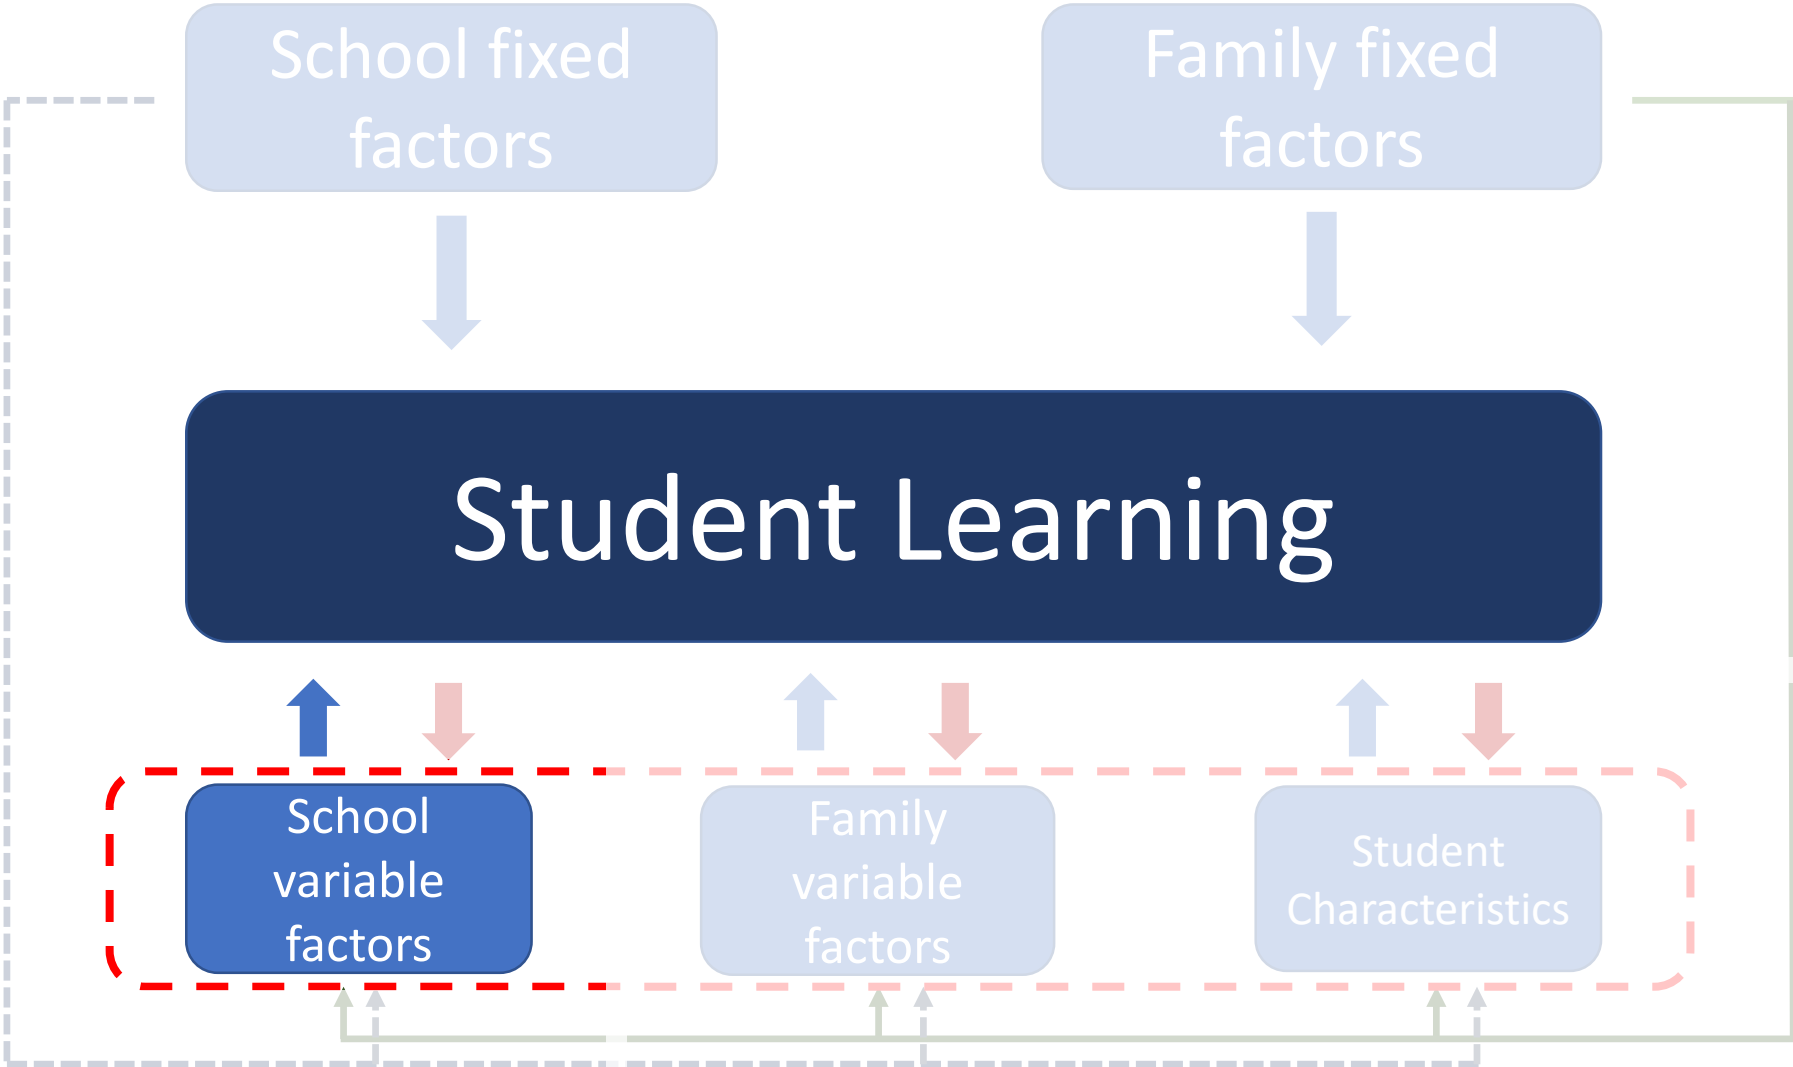 School fixed
factors
Family fixed
factors
Student Learning
School
variable
factors
Family
variable
factors
Student
Characteristics